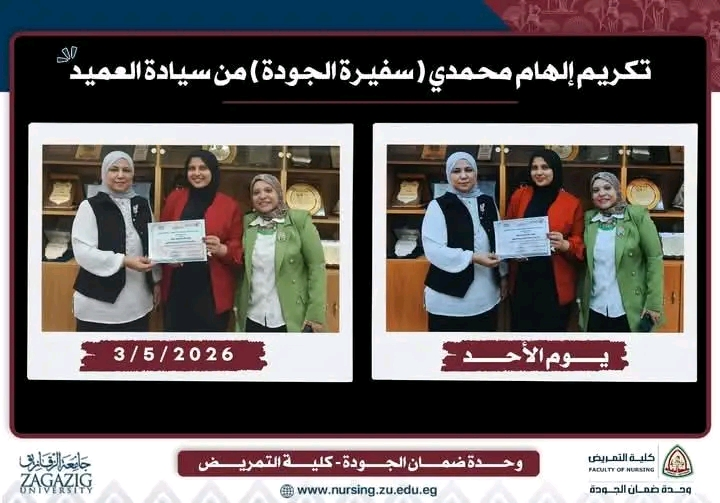 تكريم إلهام محمدي (سفيرة الجودة) من سيادة العميد
يوم الأحد
3/5/2026
جامعة الزقازيق
ZAGAZIG
UNIVERSITY
وحدة ضمان الجودة - كلية التمريض
www.nursing.zu.edu.eg
كلية التمريض
FACULTY OF NURSING
وحدة ضمان الجودة